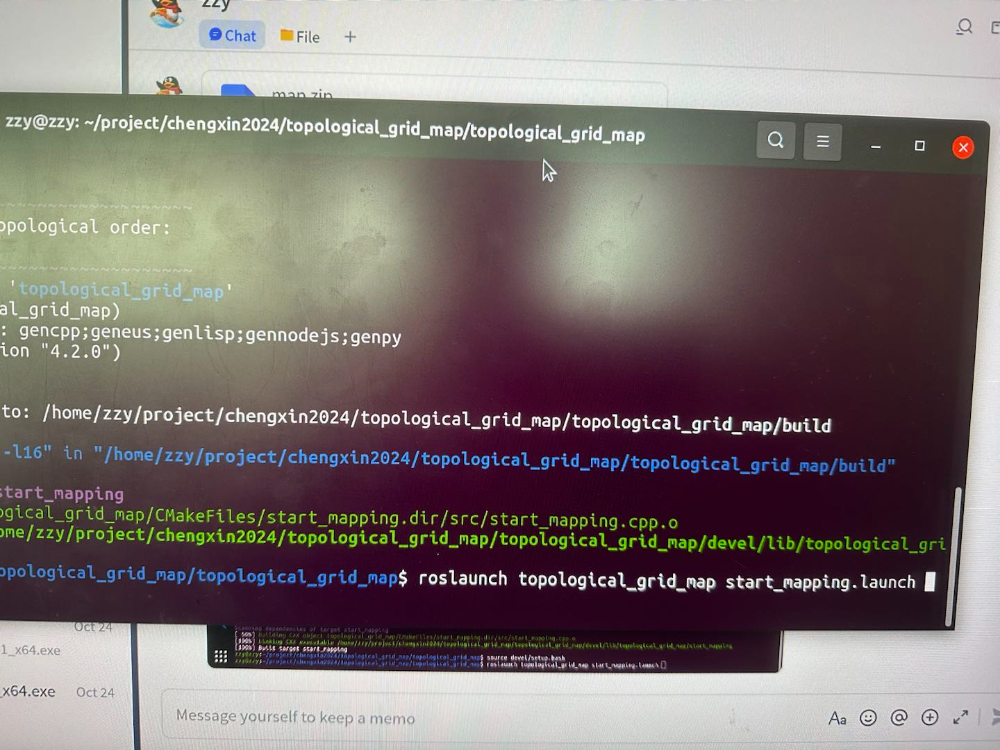 zzy
Chat
File
map.zip
zzy@zzy: ~/project/chengxin2024/topological_grid_map/topological_grid_map
~~~~~~~~~~~~~~~~~~
opological order:
~~~~~~~~~~~~~~~~~~
'topological_grid_map'
al_grid_map)
: gencpp;geneus;genlisp;gennodejs;genpy
ion "4.2.0")
to: /home/zzy/project/chengxin2024/topological_grid_map/topological_grid_map/build
-l16" in "/home/zzy/project/chengxin2024/topological_grid_map/topological_grid_map/build"
start_mapping
ogical_grid_map/CMakeFiles/start_mapping.dir/src/start_mapping.cpp.o
ome/zzy/project/chengxin2024/topological_grid_map/topological_grid_map/devel/lib/topological_gri
opological_grid_map/topological_grid_map$ roslaunch topological_grid_map start_mapping.launch
Oct 24
Scanning dependencies of target start_mapping
[ 50%] Building CXX object topological_grid_map/CMakeFiles/start_mapping.dir/src/start_mapping.cpp.o
[100%] Linking CXX executable /home/zzy/project/chengxin2024/topological_grid_map/topological_grid_map/devel/lib/topological_grid_map/start_mapping
[100%] Built target start_mapping
zzy@zzy:~/project/chengxin2024/topological_grid_map/topological_grid_map$ source devel/setup.bash
zzy@zzy:~/project/chengxin2024/topological_grid_map/topological_grid_map$ roslaunch topological_grid_map start_mapping.launch
1_x64.exe
_x64.exe Oct 24
Message yourself to keep a memo
Aa